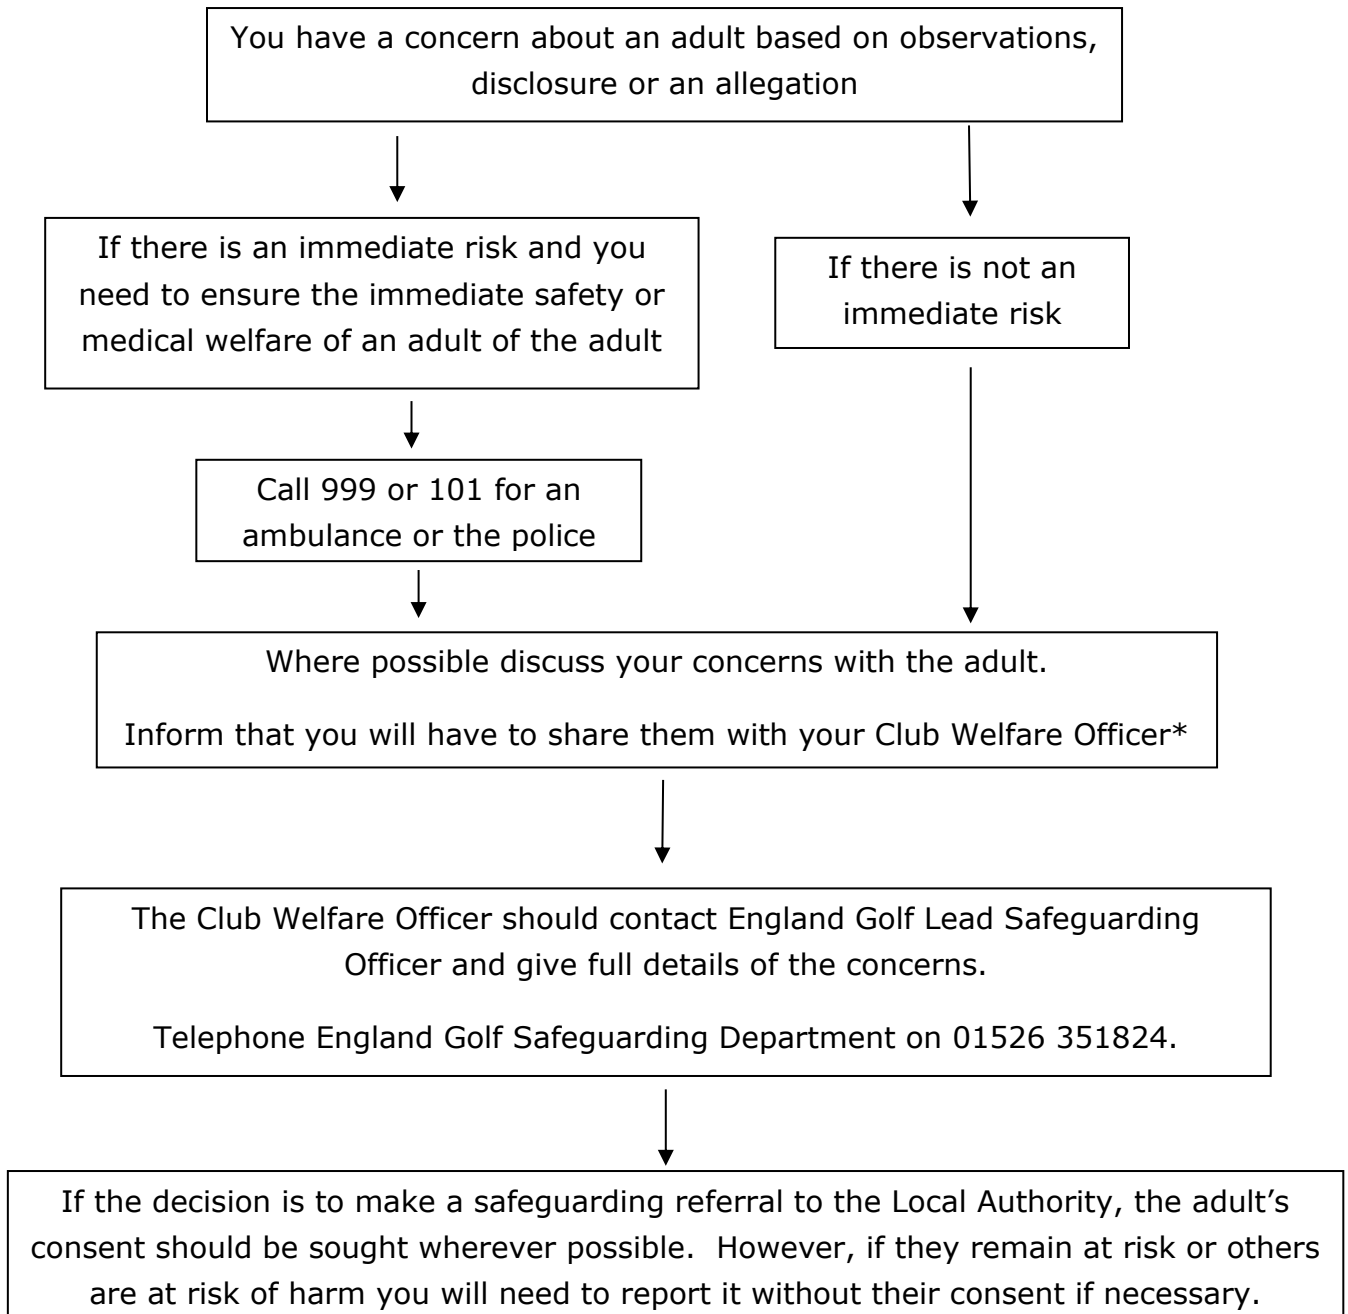 You have a concern about an adult based on observations,
disclosure or an allegation
If there is an immediate risk and you
need to ensure the immediate safety or
medical welfare of an adult of the adult
If there is not an
immediate risk
Call 999 or 101 for an
ambulance or the police
Where possible discuss your concerns with the adult.
Inform that you will have to share them with your Club Welfare Officer*
The Club Welfare Officer should contact England Golf Lead Safeguarding
Officer and give full details of the concerns.
Telephone England Golf Safeguarding Department on 01526 351824.
If the decision is to make a safeguarding referral to the Local Authority, the adult’s
consent should be sought wherever possible.  However, if they remain at risk or others
are at risk of harm you will need to report it without their consent if necessary.